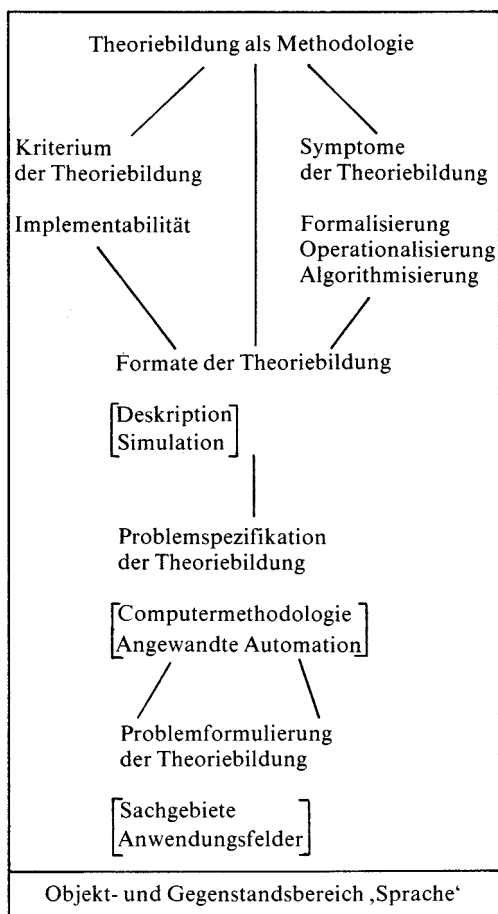 Theoriebildung als Methodologie
Kriterium
der Theoriebildung
Implementabilität
Symptome
der Theoriebildung
Formalisierung
Operationalisierung
Algorithmisierung
Formate der Theoriebildung
Deskription
Simulation
Problemspezifikation
der Theoriebildung
Computermethodologie
Angewandte Automation
Problemformulierung
der Theoriebildung
Sachgebiete
Anwendungsfelder
Objekt- und Gegenstandsbereich ‚Sprache‘